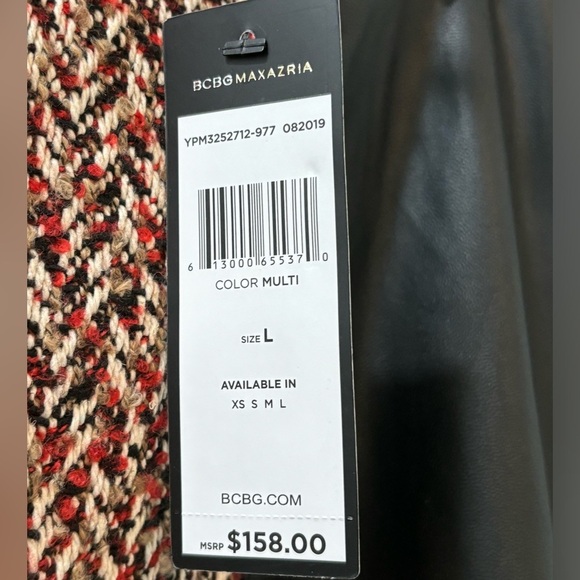 BCBGMAXAZRIA
YPM3252712-977 082019
6 13000 65537 0
COLOR MULTI
SIZE L
AVAILABLE IN
XS S M L
BCBG.COM
MSRP $158.00